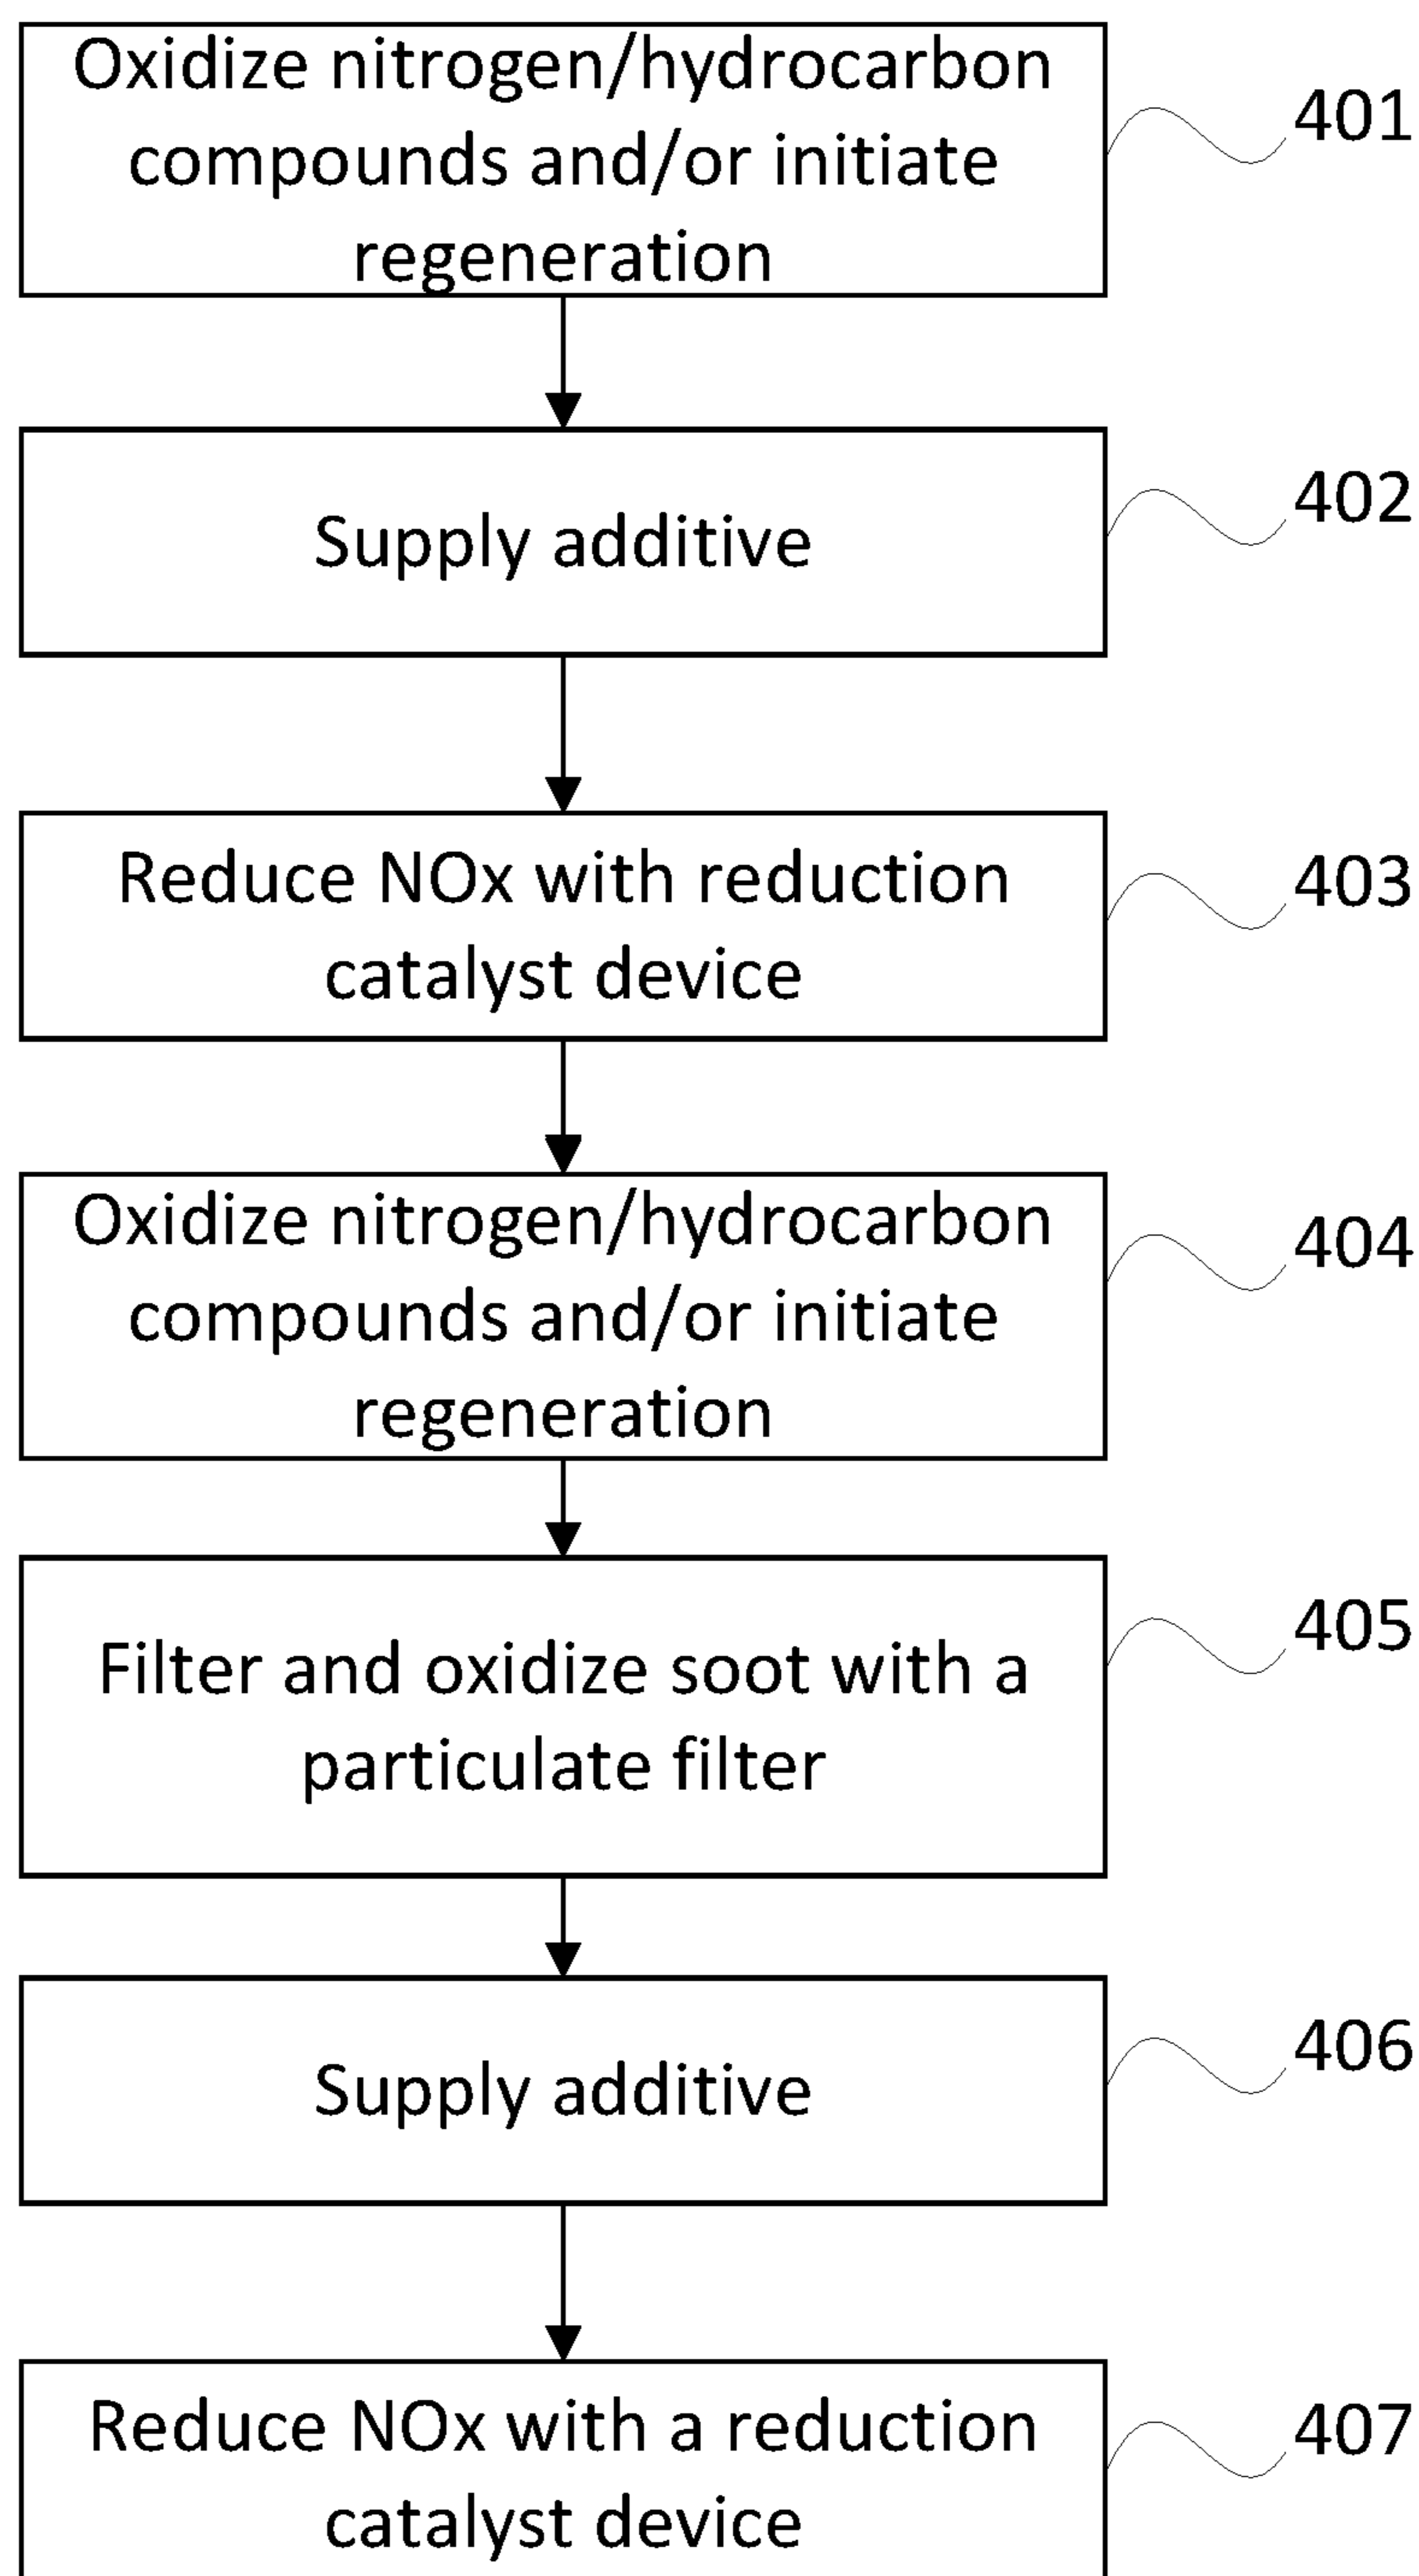 Oxidize nitrogen/hydrocarbon
compounds and/or initiate
regeneration
401
Supply additive
402
Reduce NOx with reduction
catalyst device
403
Oxidize nitrogen/hydrocarbon
compounds and/or initiate
regeneration
404
Filter and oxidize soot with a
particulate filter
405
Supply additive
406
Reduce NOx with a reduction
catalyst device
407